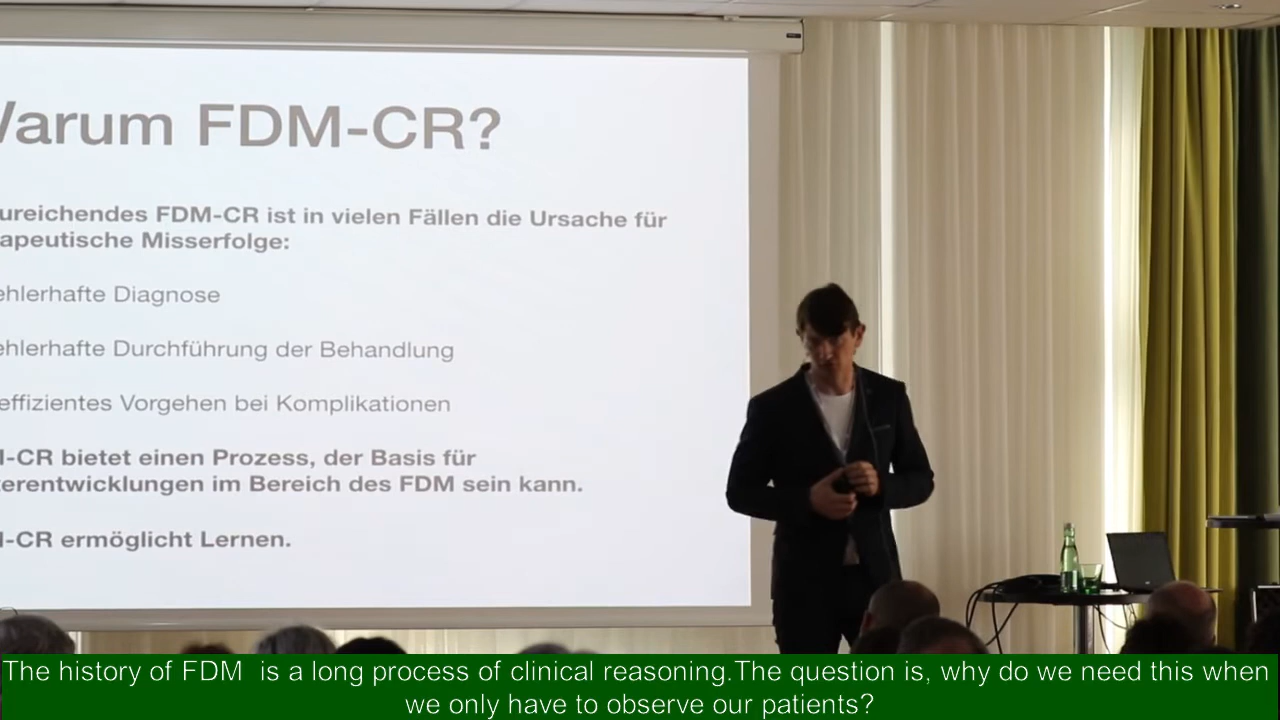 Warum FDM-CR?
ureichendes FDM-CR ist in vielen Fällen die Ursache für
apeutische Misserfolge:
ehlerhafte Diagnose
ehlerhafte Durchführung der Behandlung
effizientes Vorgehen bei Komplikationen
-CR bietet einen Prozess, der Basis für
terentwicklungen im Bereich des FDM sein kann.
-CR ermöglicht Lernen.
The history of FDM  is a long process of clinical reasoning.The question is, why do we need this when
we only have to observe our patients?